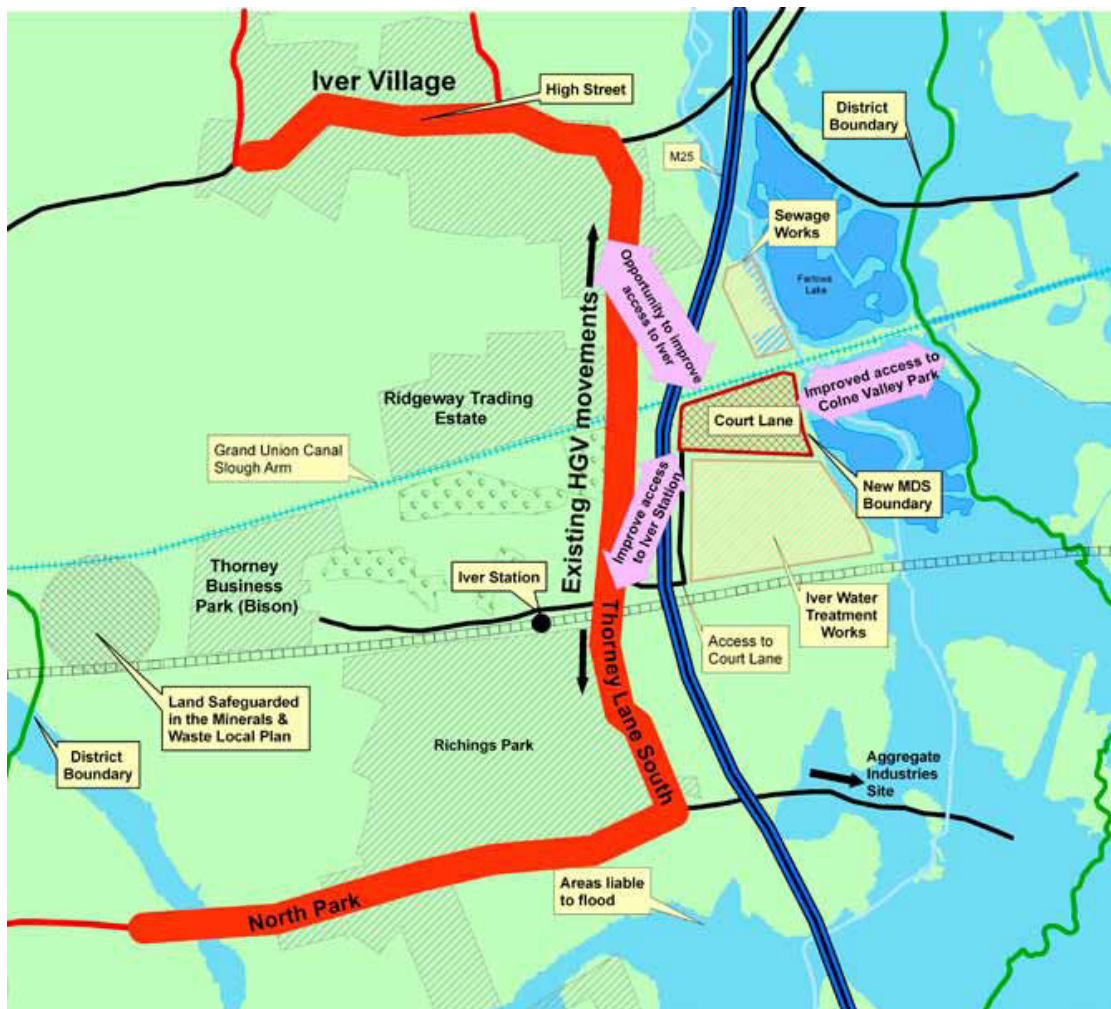 Iver Village
High Street
District
Boundary
M25
Sewage
Works
Farlows
Lake
Opportunity to improve
access to Iver
Existing HGV movements
Improved access to
Colne Valley Park
Ridgeway Trading
Estate
Court Lane
Grand Union Canal
Slough Arm
New MDS
Boundary
Improve access
to Iver Station
Thorney
Business
Park (Bison)
Iver Station
Iver Water
Treatment
Works
Thorney Lane South
Access to
Court Lane
Land Safeguarded
in the Minerals &
Waste Local Plan
District
Boundary
Richings Park
Aggregate
Industries
Site
Areas liable
to flood
North Park